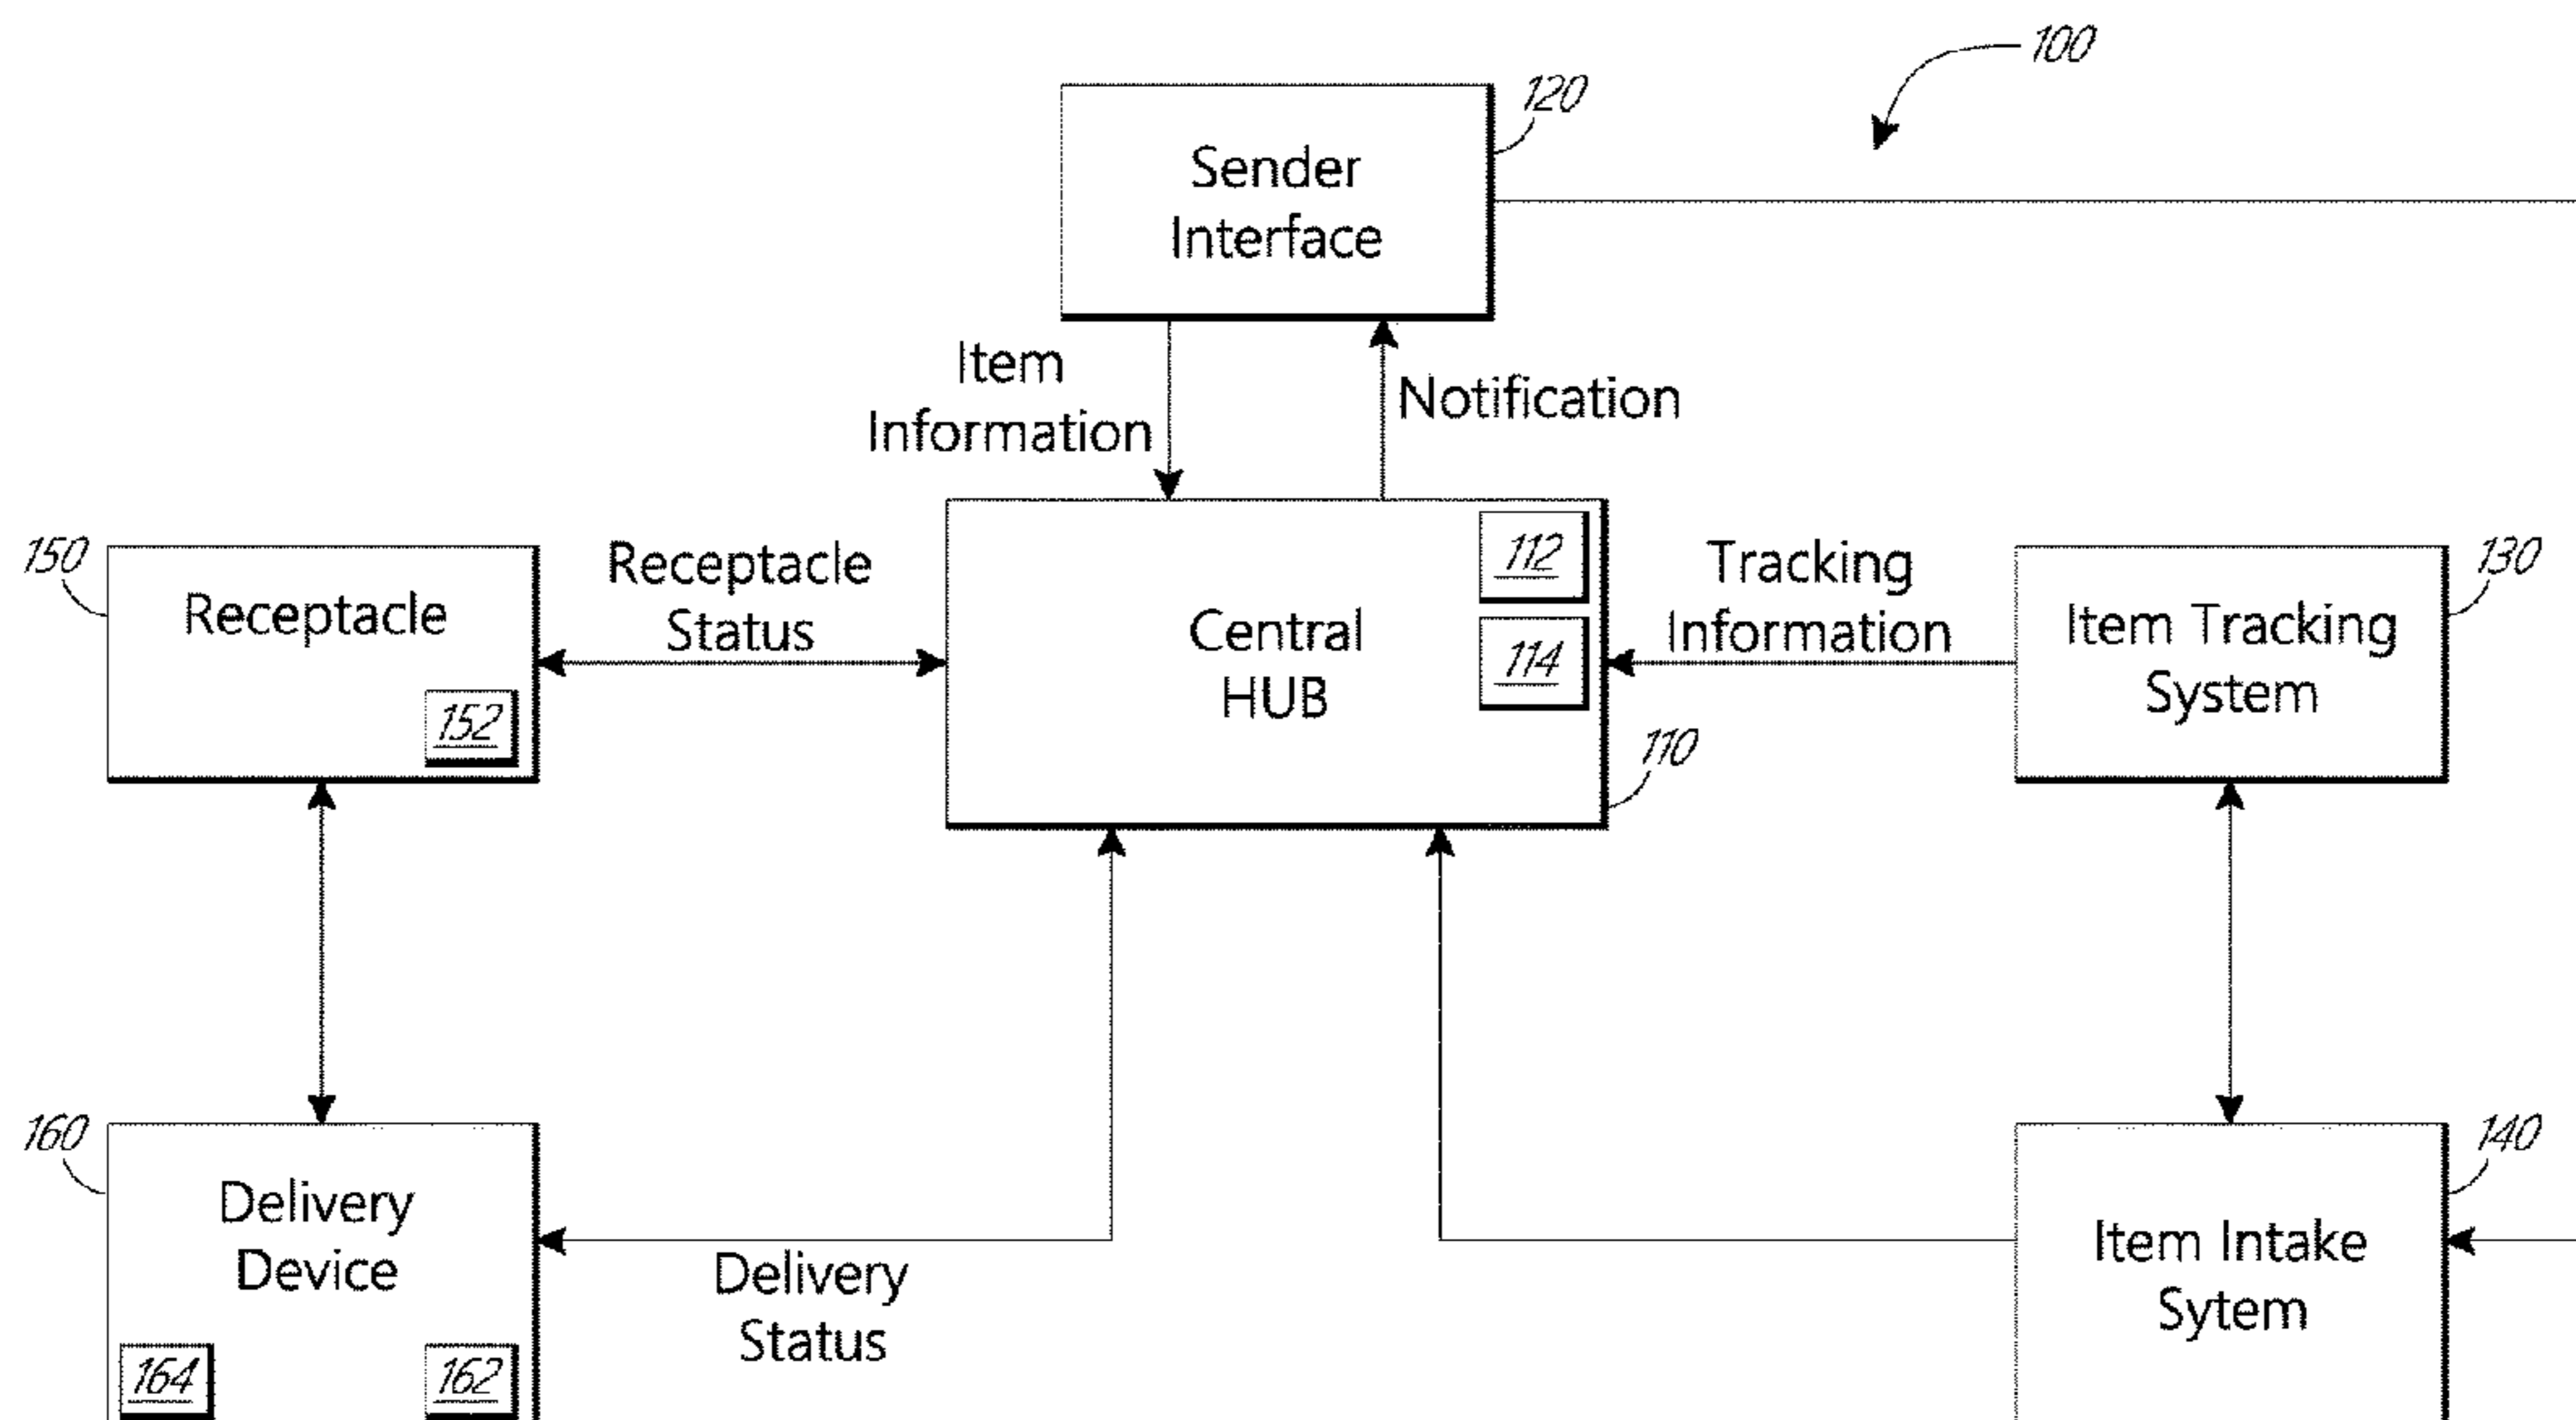 100
120
Sender
Interface
Item
Information
Notification
150
Receptacle
152
Receptacle
Status
112
114
Central
HUB
110
Tracking
Information
130
Item Tracking
System
160
Delivery
Device
164
162
Delivery
Status
140
Item Intake
Sytem